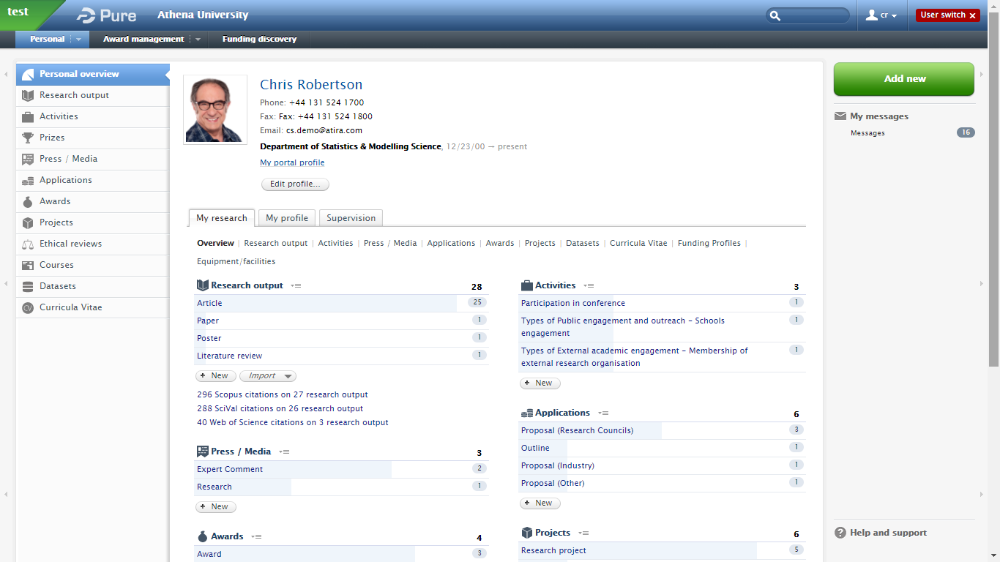 test
Pure
Athena University
cr
User switch ×
Personal
Award management
Funding discovery
Personal overview
Research output
Activities
Prizes
Press / Media
Applications
Awards
Projects
Ethical reviews
Courses
Datasets
CV Curricula Vitae
Chris Robertson
Phone: +44 131 524 1700
Fax: Fax: +44 131 524 1800
Email: cs.demo@atira.com
Department of Statistics & Modelling Science, 12/23/00 → present
My portal profile
Edit profile...
My research
My profile
Supervision
Overview | Research output | Activities | Press / Media | Applications | Awards | Projects | Datasets | Curricula Vitae | Funding Profiles |
Equipment/facilities
Research output 28
Article 25
Paper 1
Poster 1
Literature review 1
+ New
Import
296 Scopus citations on 27 research output
288 SciVal citations on 26 research output
40 Web of Science citations on 3 research output
Press / Media 3
Expert Comment 2
Research 1
+ New
Awards 4
Award 3
Activities 3
Participation in conference 1
Types of Public engagement and outreach - Schools 1
engagement
Types of External academic engagement - Membership of 1
external research organisation
+ New
Applications 6
Proposal (Research Councils) 3
Outline 1
Proposal (Industry) 1
Proposal (Other) 1
+ New
Projects 6
Research project 5
Add new
My messages
Messages 16
? Help and support